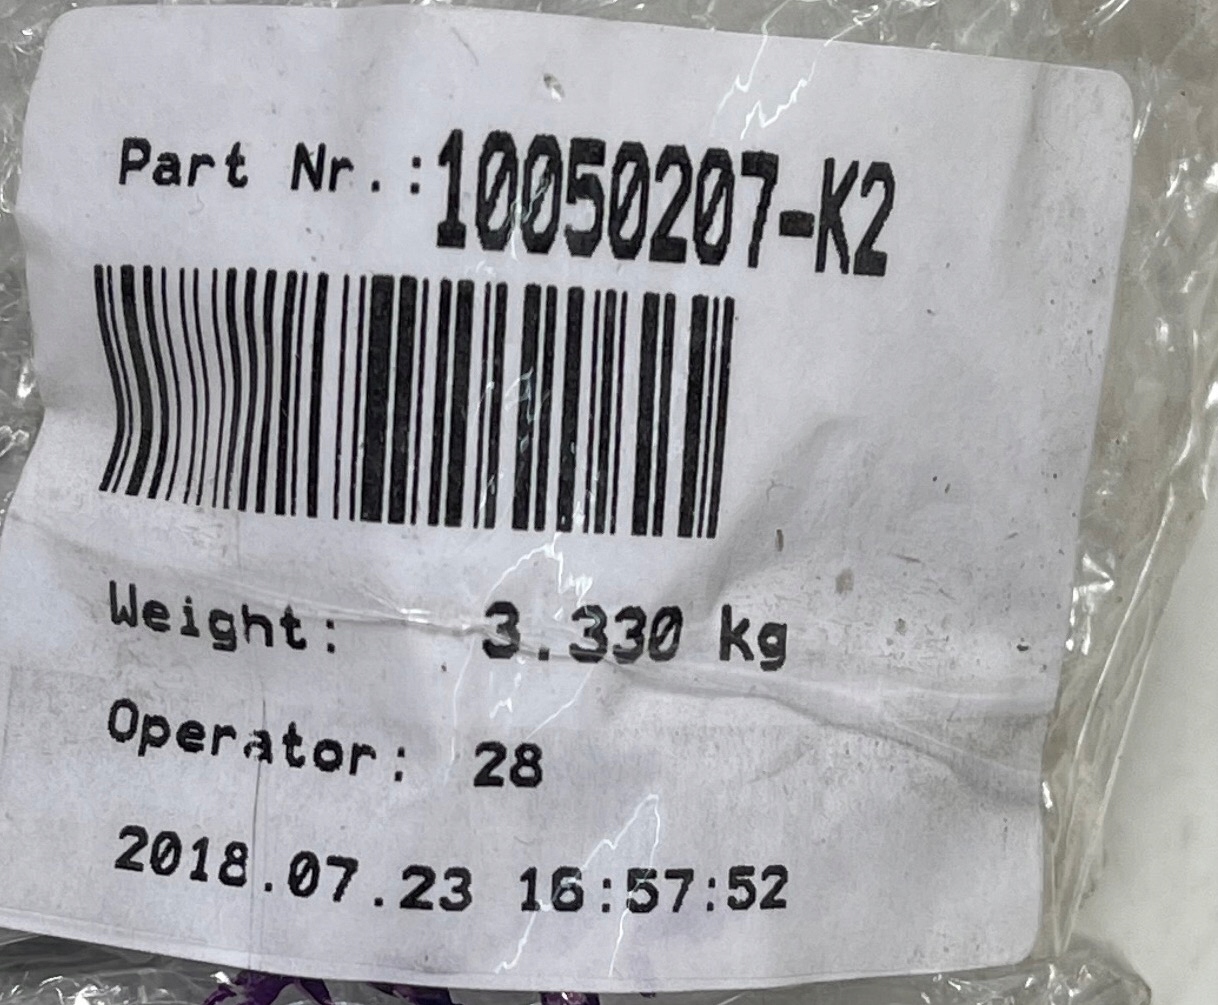 Part Nr.:10050207-K2
Weight: 3.330 kg
Operator: 28
2018.07.23 16:57:52